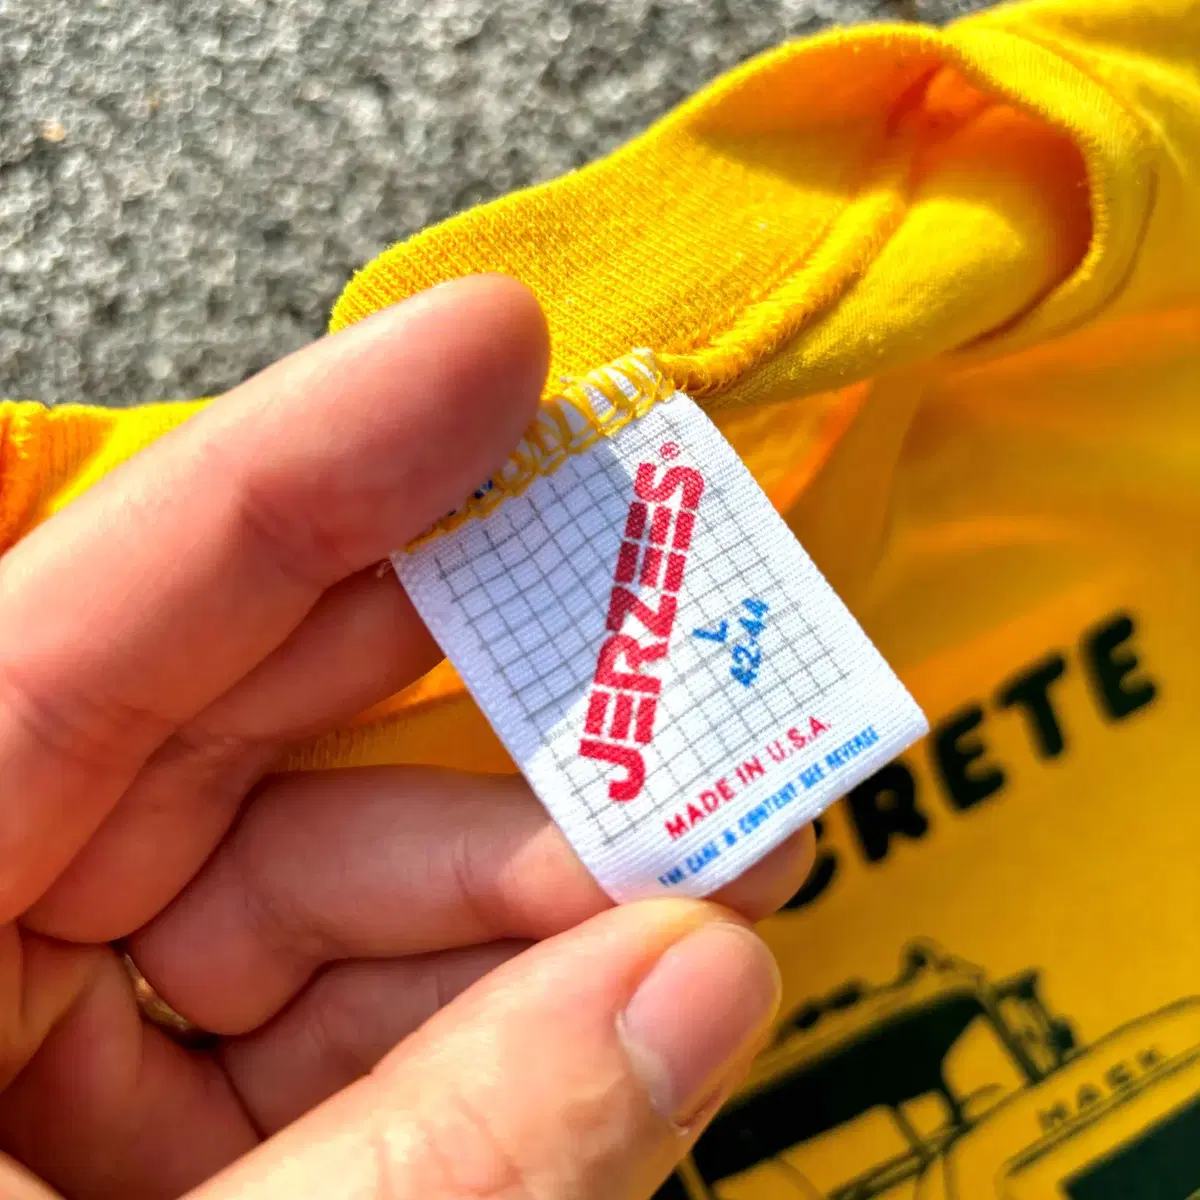 JERZEES®
L
42-44
MADE IN U.S.A.
FOR CARE & CONTENT SEE REVERSE
CRETE
MACK